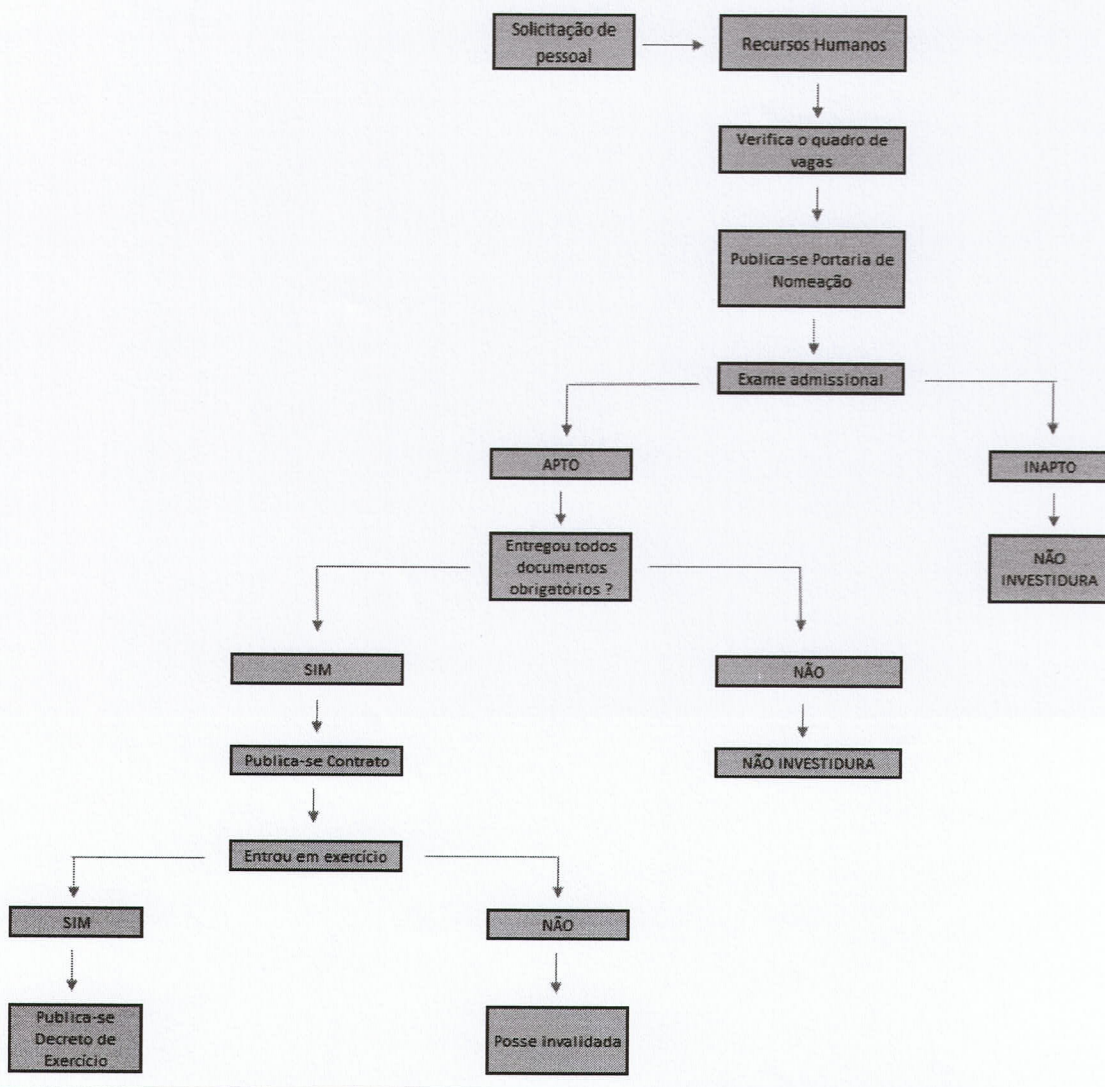 Solicitação de
pessoal
Recursos Humanos
Verifica o quadro de
vagas
Publica-se Portaria de
Nomeação
Exame admissional
APTO
INAPTO
Entregou todos
documentos
obrigatórios ?
NÃO
INVESTIDURA
SIM
NÃO
Publica-se Contrato
NÃO INVESTIDURA
Entrou em exercício
SIM
NÃO
Publica-se
Decreto de
Exercício
Posse invalidada